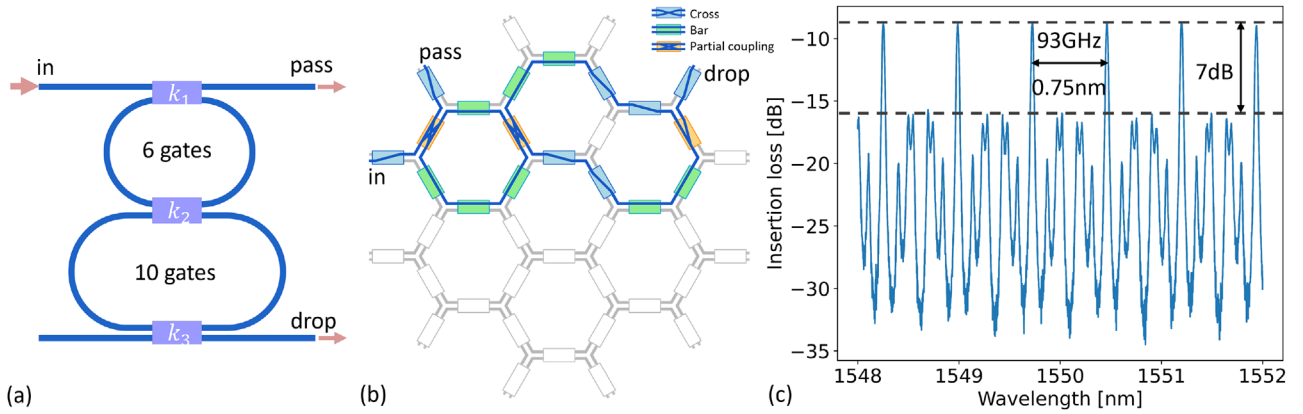 in
pass
k₁
6 gates
k₂
10 gates
k₃
drop
(a)
Cross
Bar
Partial coupling
pass
drop
in
(b)
Insertion loss [dB]
−10
−15
−20
−25
−30
−35
93GHz
0.75nm
7dB
1548
1549
1550
1551
1552
Wavelength [nm]
(c)